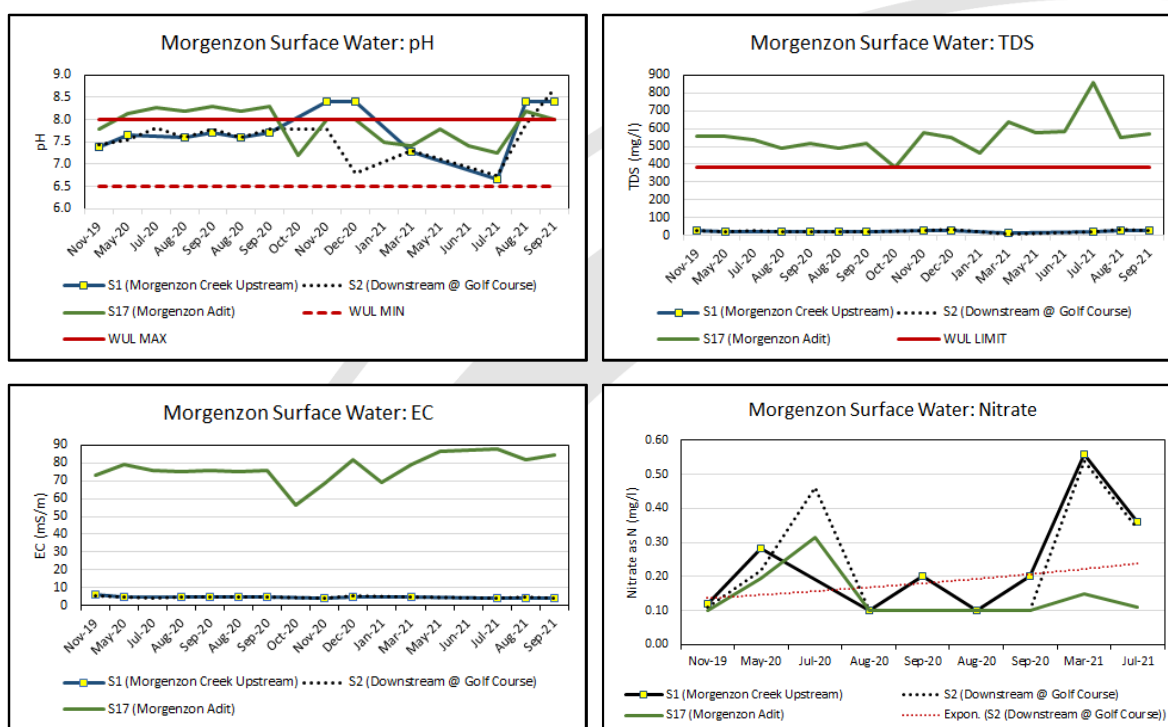 Morgenzon Surface Water: pH
pH
9.0
8.5
8.0
7.5
7.0
6.5
6.0
Nov-19
May-20
Jul-20
Aug-20
Sep-20
Aug-20
Sep-20
Oct-20
Nov-20
Dec-20
Jan-21
Mar-21
May-21
Jun-21
Jul-21
Aug-21
Sep-21
S1 (Morgenzon Creek Upstream)
S2 (Downstream @ Golf Course)
S17 (Morgenzon Adit)
WUL MIN
WUL MAX
Morgenzon Surface Water: TDS
TDS (mg/l)
900
800
700
600
500
400
300
200
100
0
Nov-19
May-20
Jul-20
Aug-20
Sep-20
Aug-20
Sep-20
Oct-20
Nov-20
Dec-20
Jan-21
Mar-21
May-21
Jun-21
Jul-21
Aug-21
Sep-21
S1 (Morgenzon Creek Upstream)
S2 (Downstream @ Golf Course)
S17 (Morgenzon Adit)
WUL LIMIT
Morgenzon Surface Water: EC
EC (mS/m)
90
80
70
60
50
40
30
20
10
0
Nov-19
May-20
Jul-20
Aug-20
Sep-20
Aug-20
Sep-20
Oct-20
Nov-20
Dec-20
Jan-21
Mar-21
May-21
Jun-21
Jul-21
Aug-21
Sep-21
S1 (Morgenzon Creek Upstream)
S2 (Downstream @ Golf Course)
S17 (Morgenzon Adit)
Morgenzon Surface Water: Nitrate
Nitrate as N (mg/l)
0.60
0.50
0.40
0.30
0.20
0.10
0.00
Nov-19
May-20
Jul-20
Aug-20
Sep-20
Aug-20
Sep-20
Mar-21
Jul-21
S1 (Morgenzon Creek Upstream)
S2 (Downstream @ Golf Course)
S17 (Morgenzon Adit)
Expon. (S2 (Downstream @ Golf Course))